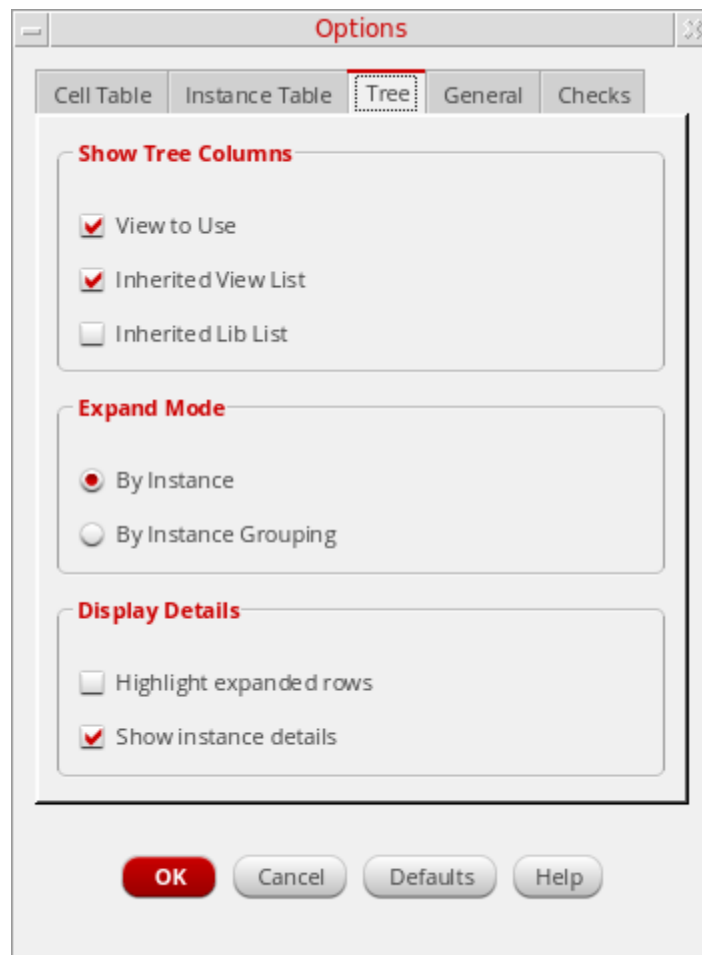 Options
Cell Table Instance Table Tree General Checks
Show Tree Columns
View to Use
Inherited View List
Inherited Lib List
Expand Mode
By Instance
By Instance Grouping
Display Details
Highlight expanded rows
Show instance details
OK Cancel Defaults Help